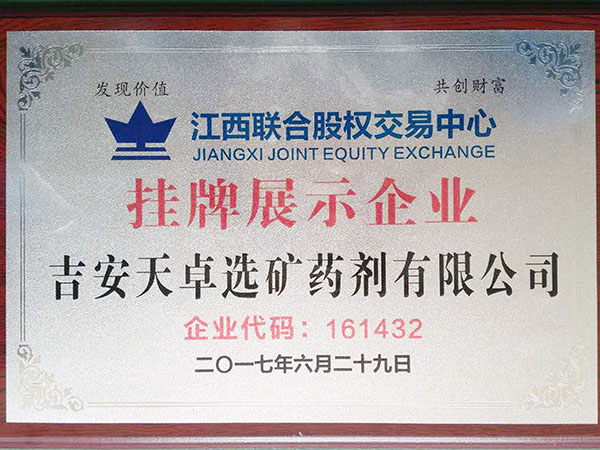 发现价值
共创财富
江西联合股权交易中心
JIANGXI JOINT EQUITY EXCHANGE
挂牌展示企业
吉安天卓选矿药剂有限公司
企业代码：161432
二〇一七年六月二十九日